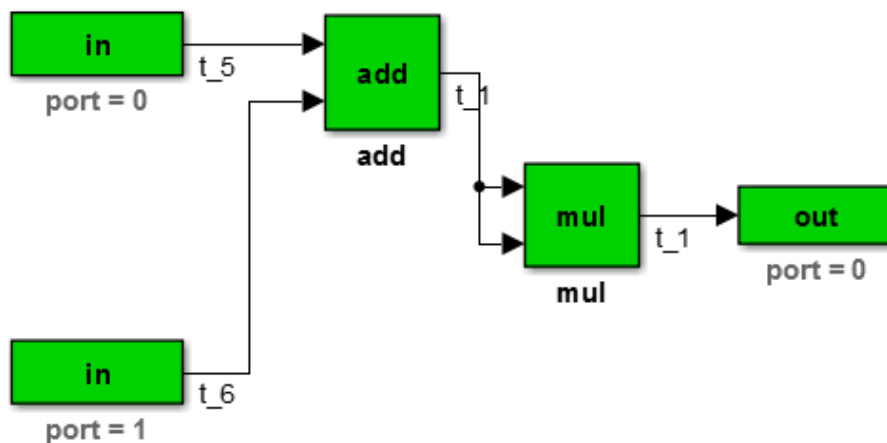 in
t_5
port = 0
add
t_1
add
mul
t_1
mul
out
port = 0
in
t_6
port = 1